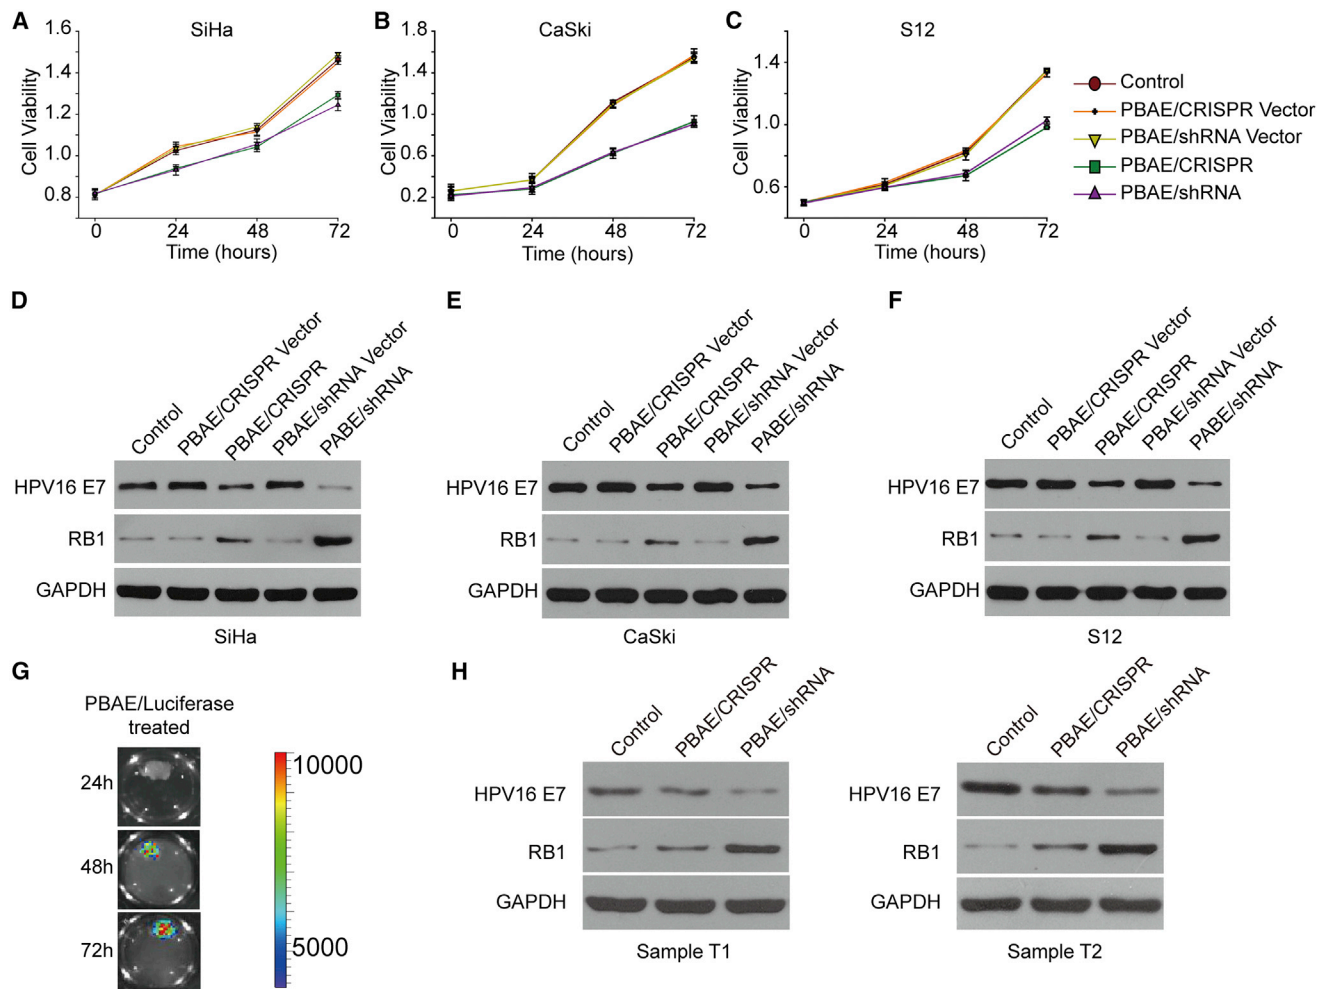 A
SiHa
Cell Viability
1.6
1.4
1.2
1.0
0.8
0
24
48
72
Time (hours)
B
CaSki
Cell Viability
1.8
1.4
1.0
0.6
0.2
0
24
48
72
Time (hours)
C
S12
Cell Viability
1.4
1.0
0.6
0
24
48
72
Time (hours)
Control
PBAE/CRISPR Vector
PBAE/shRNA Vector
PBAE/CRISPR
PBAE/shRNA
D
Control
PBAE/CRISPR Vector
PBAE/CRISPR
PBAE/shRNA Vector
PABE/shRNA
HPV16 E7
RB1
GAPDH
SiHa
E
Control
PBAE/CRISPR Vector
PBAE/CRISPR
PBAE/shRNA Vector
PABE/shRNA
HPV16 E7
RB1
GAPDH
CaSki
F
Control
PBAE/CRISPR Vector
PBAE/CRISPR
PBAE/shRNA Vector
PABE/shRNA
HPV16 E7
RB1
GAPDH
S12
G
PBAE/Luciferase
treated
24h
48h
72h
10000
5000
H
Control
PBAE/CRISPR
PBAE/shRNA
HPV16 E7
RB1
GAPDH
Sample T1
Control
PBAE/CRISPR
PBAE/shRNA
HPV16 E7
RB1
GAPDH
Sample T2